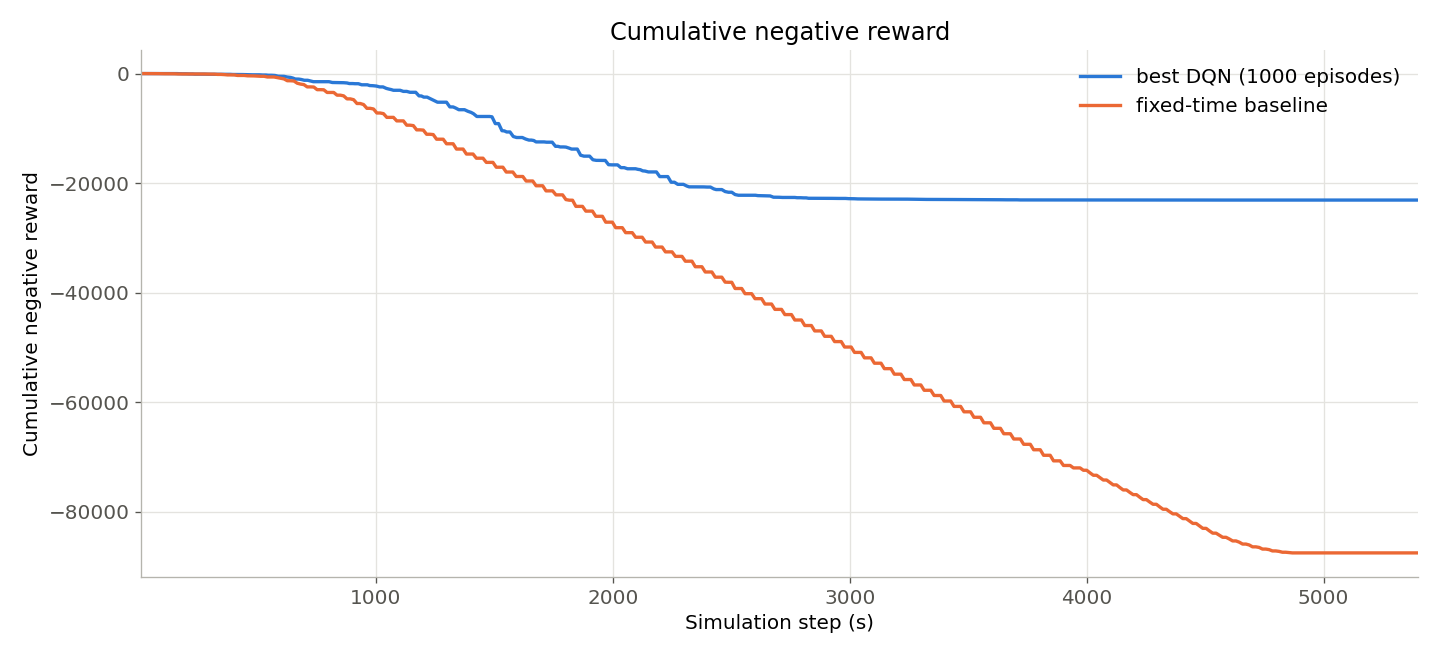 Cumulative negative reward
best DQN (1000 episodes)
fixed-time baseline
Cumulative negative reward
0
−20000
−40000
−60000
−80000
1000
2000
3000
4000
5000
Simulation step (s)